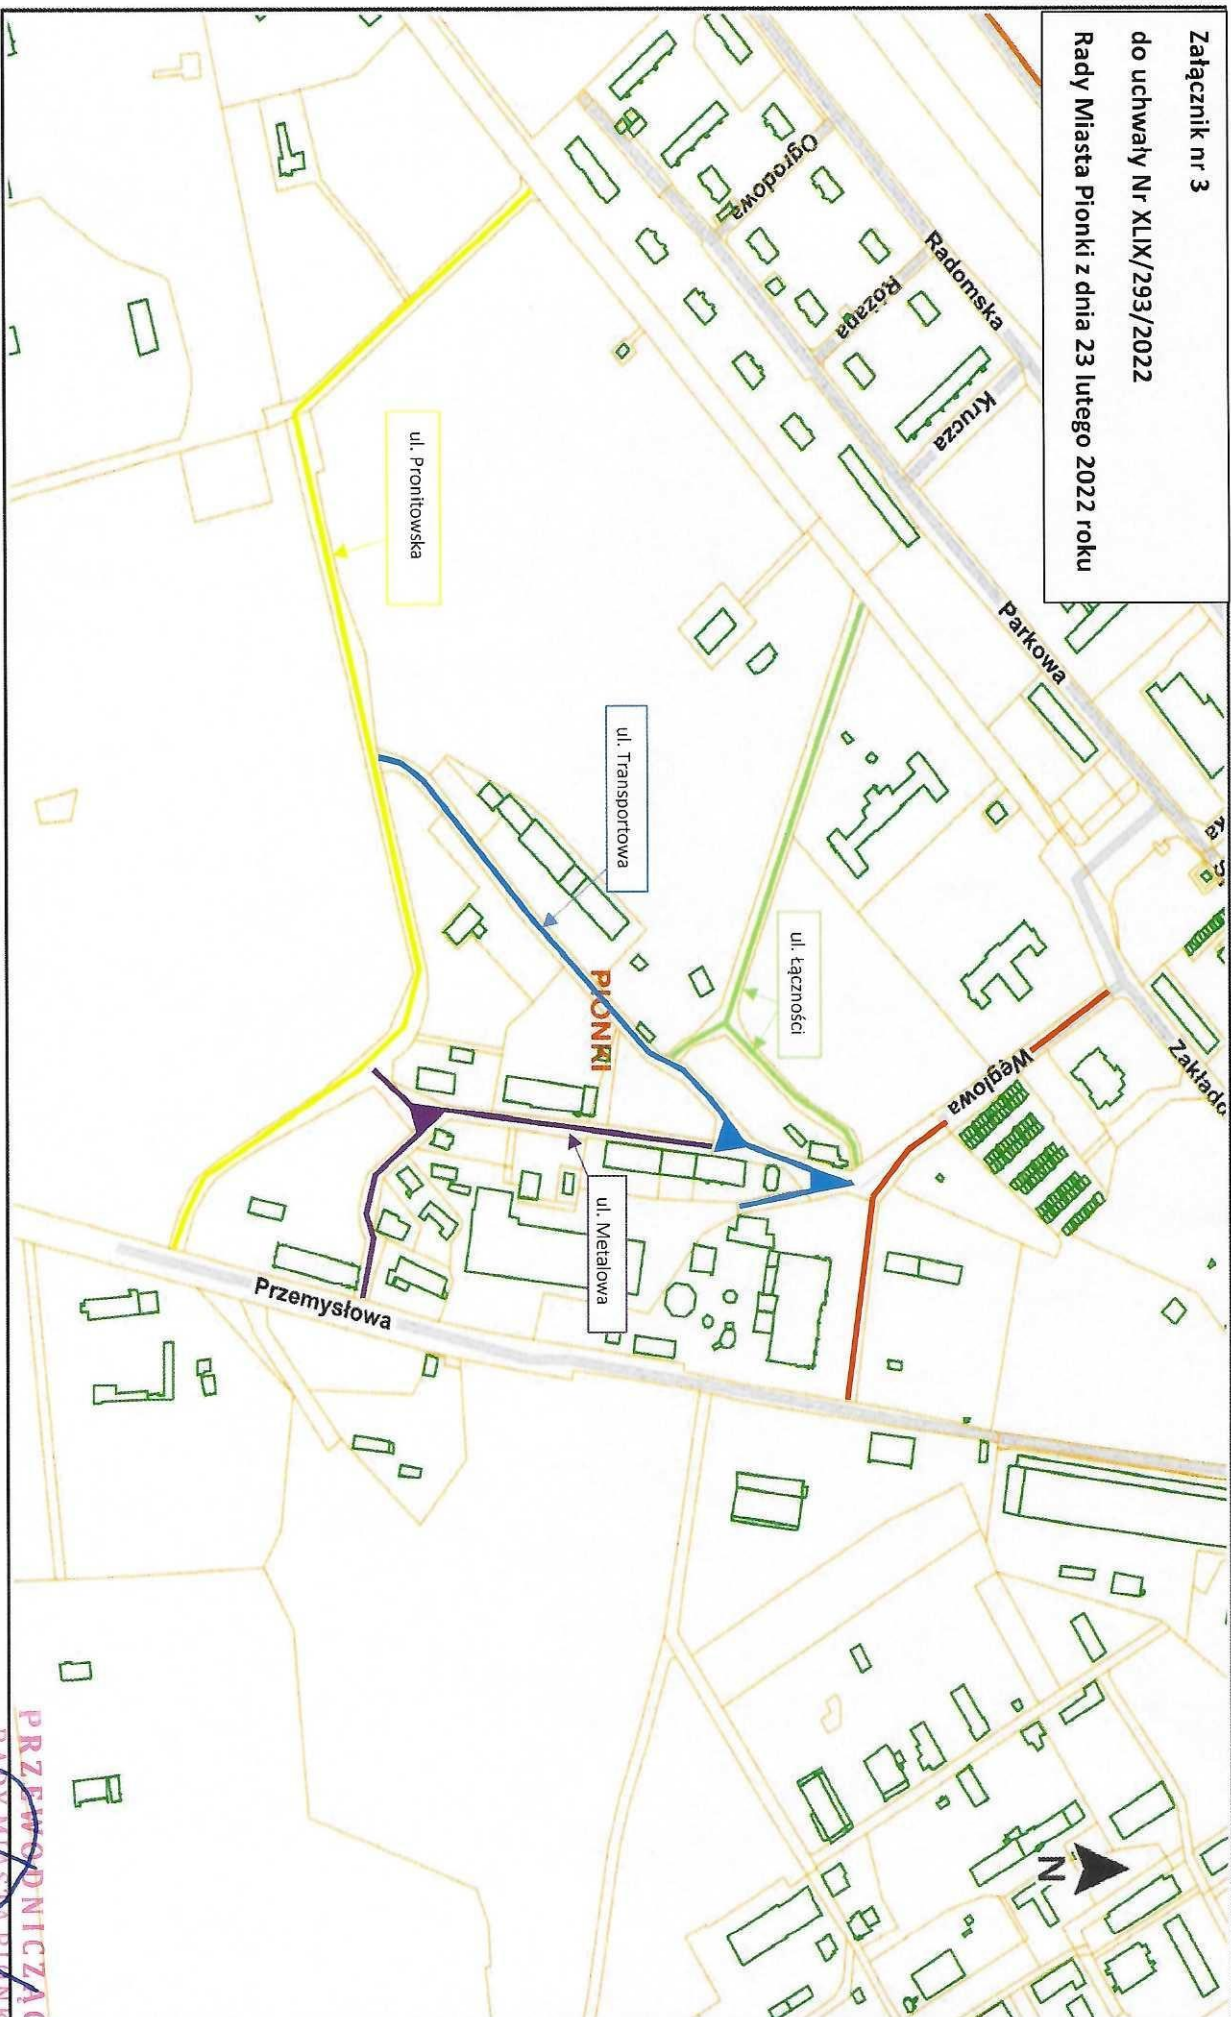 Załącznik nr 3
do uchwały Nr XLIX/293/2022
Rady Miasta Pionki z dnia 23 lutego 2022 roku
Ogrodowa
Radomska
Różana
Krucza
Parkowa
ul. Pronitowska
ul. Transportowa
ul. Łączności
PIONKI
Węglowa
Zakłado
ul. Metalowa
Przemysłowa
N
PRZEWODNICZĄC